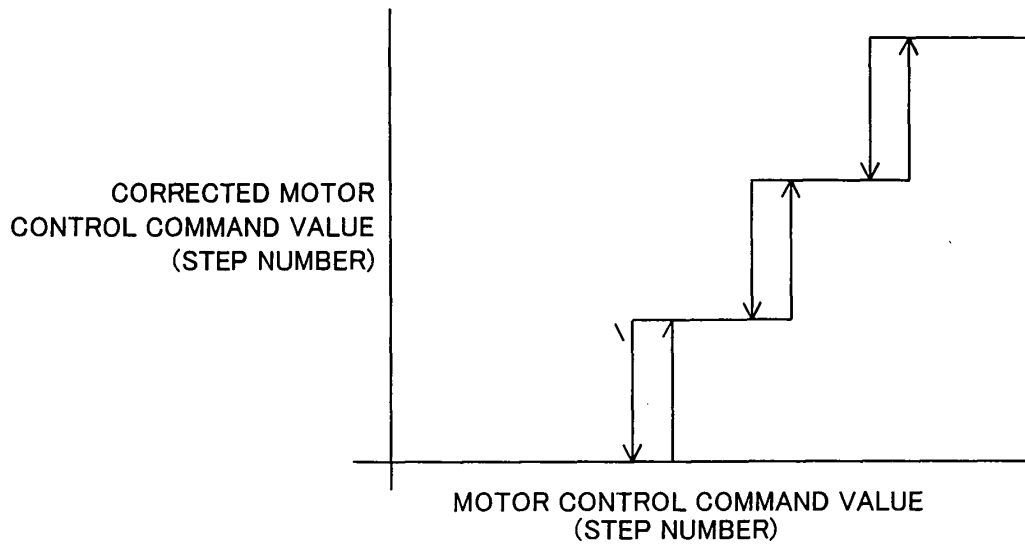 CORRECTED MOTOR
CONTROL COMMAND VALUE
(STEP NUMBER)
MOTOR CONTROL COMMAND VALUE
(STEP NUMBER)